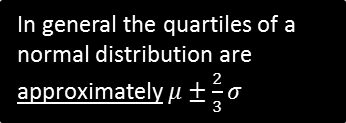 In general the quartiles of a
normal distribution are
approximately μ ± 2/3 σ